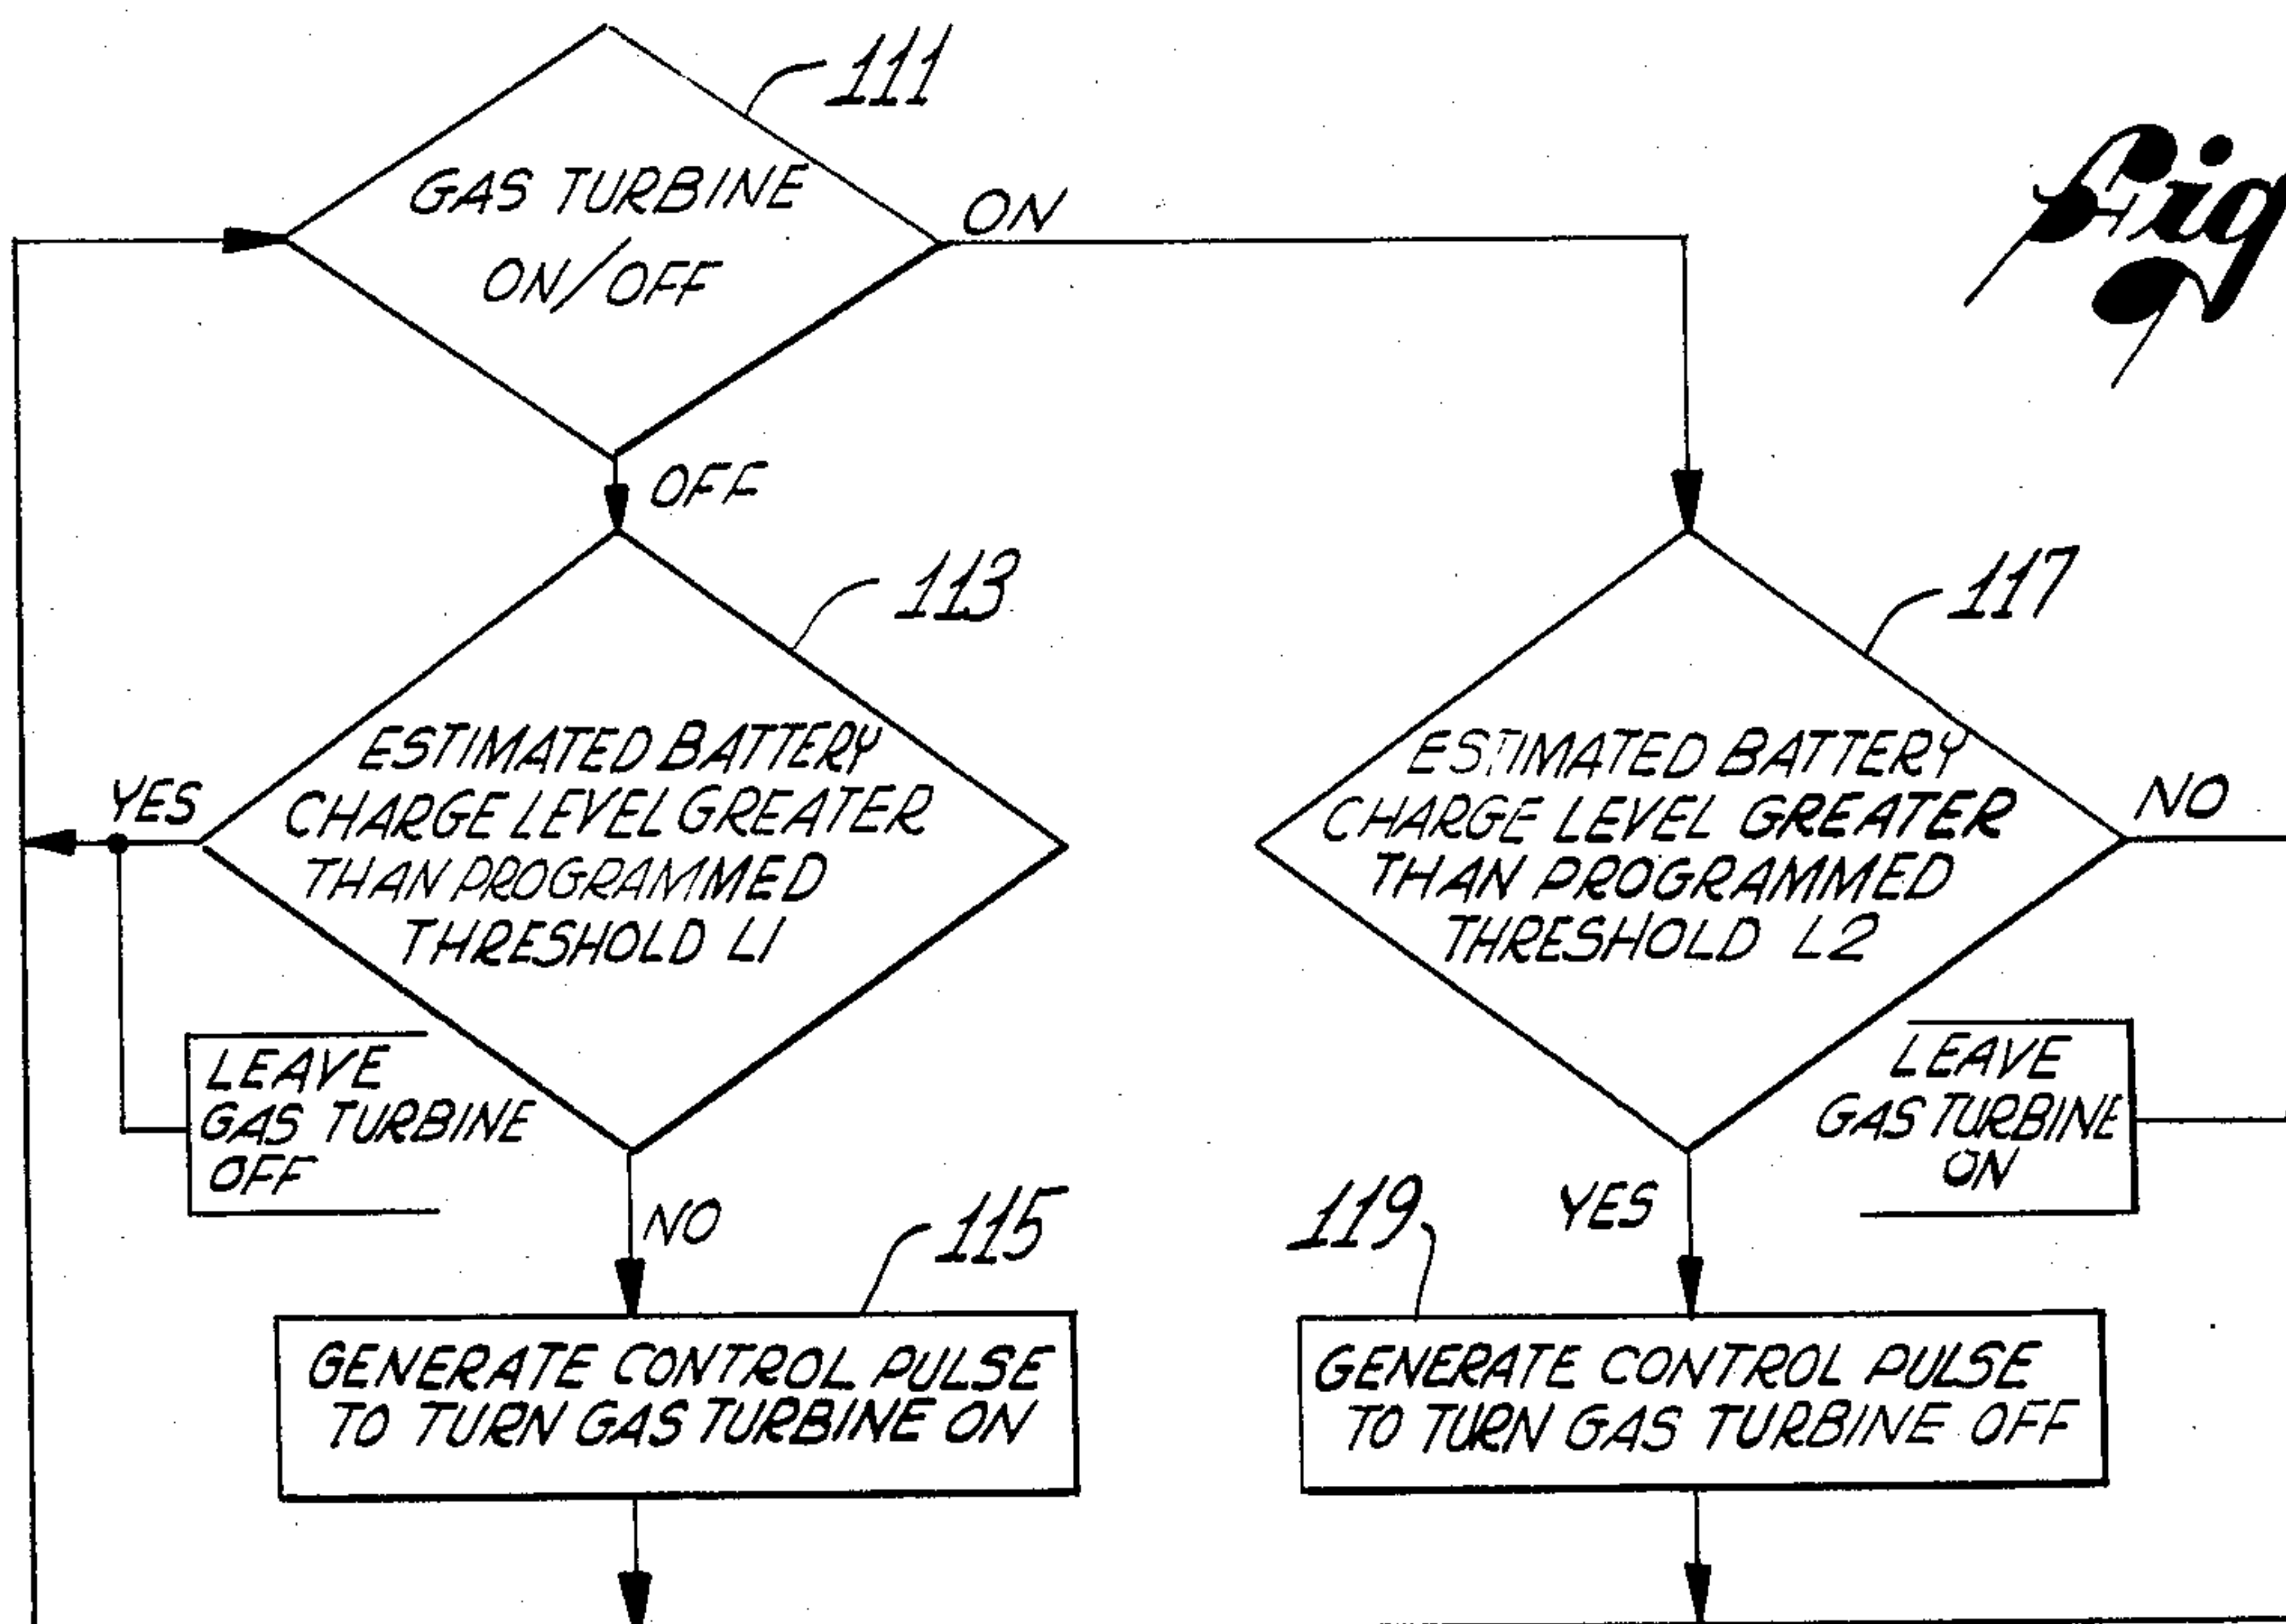 111
GAS TURBINE
ON/OFF
ON
Fig
OFF
113
ESTIMATED BATTERY
CHARGE LEVEL GREATER
THAN PROGRAMMED
THRESHOLD L1
YES
LEAVE
GAS TURBINE
OFF
NO
115
GENERATE CONTROL PULSE
TO TURN GAS TURBINE ON
117
ESTIMATED BATTERY
CHARGE LEVEL GREATER
THAN PROGRAMMED
THRESHOLD L2
NO
LEAVE
GAS TURBINE
ON
YES
119
GENERATE CONTROL PULSE
TO TURN GAS TURBINE OFF